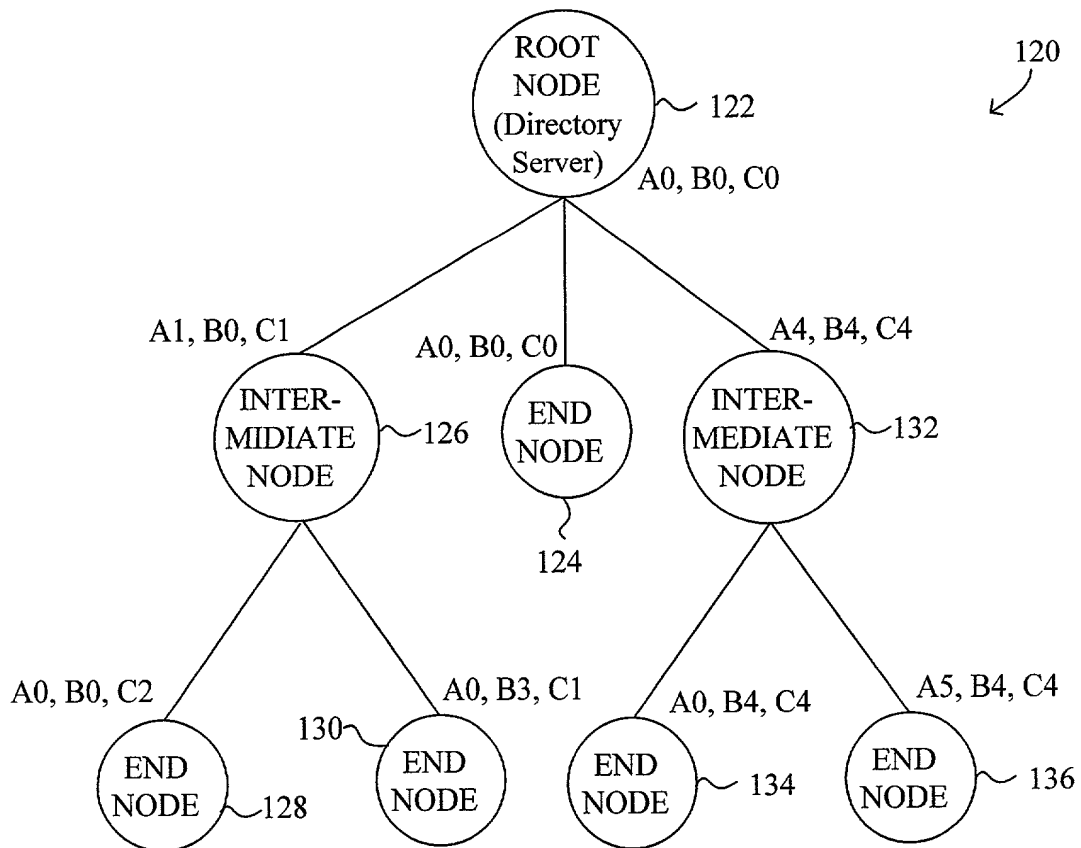 ROOT
NODE
(Directory
Server)
122
120
A0, B0, C0
A1, B0, C1
A0, B0, C0
A4, B4, C4
INTER-
MIDIATE
NODE
126
END
NODE
124
INTER-
MEDIATE
NODE
132
A0, B0, C2
END
NODE
128
A0, B3, C1
130
END
NODE
A0, B4, C4
END
NODE
134
A5, B4, C4
END
NODE
136